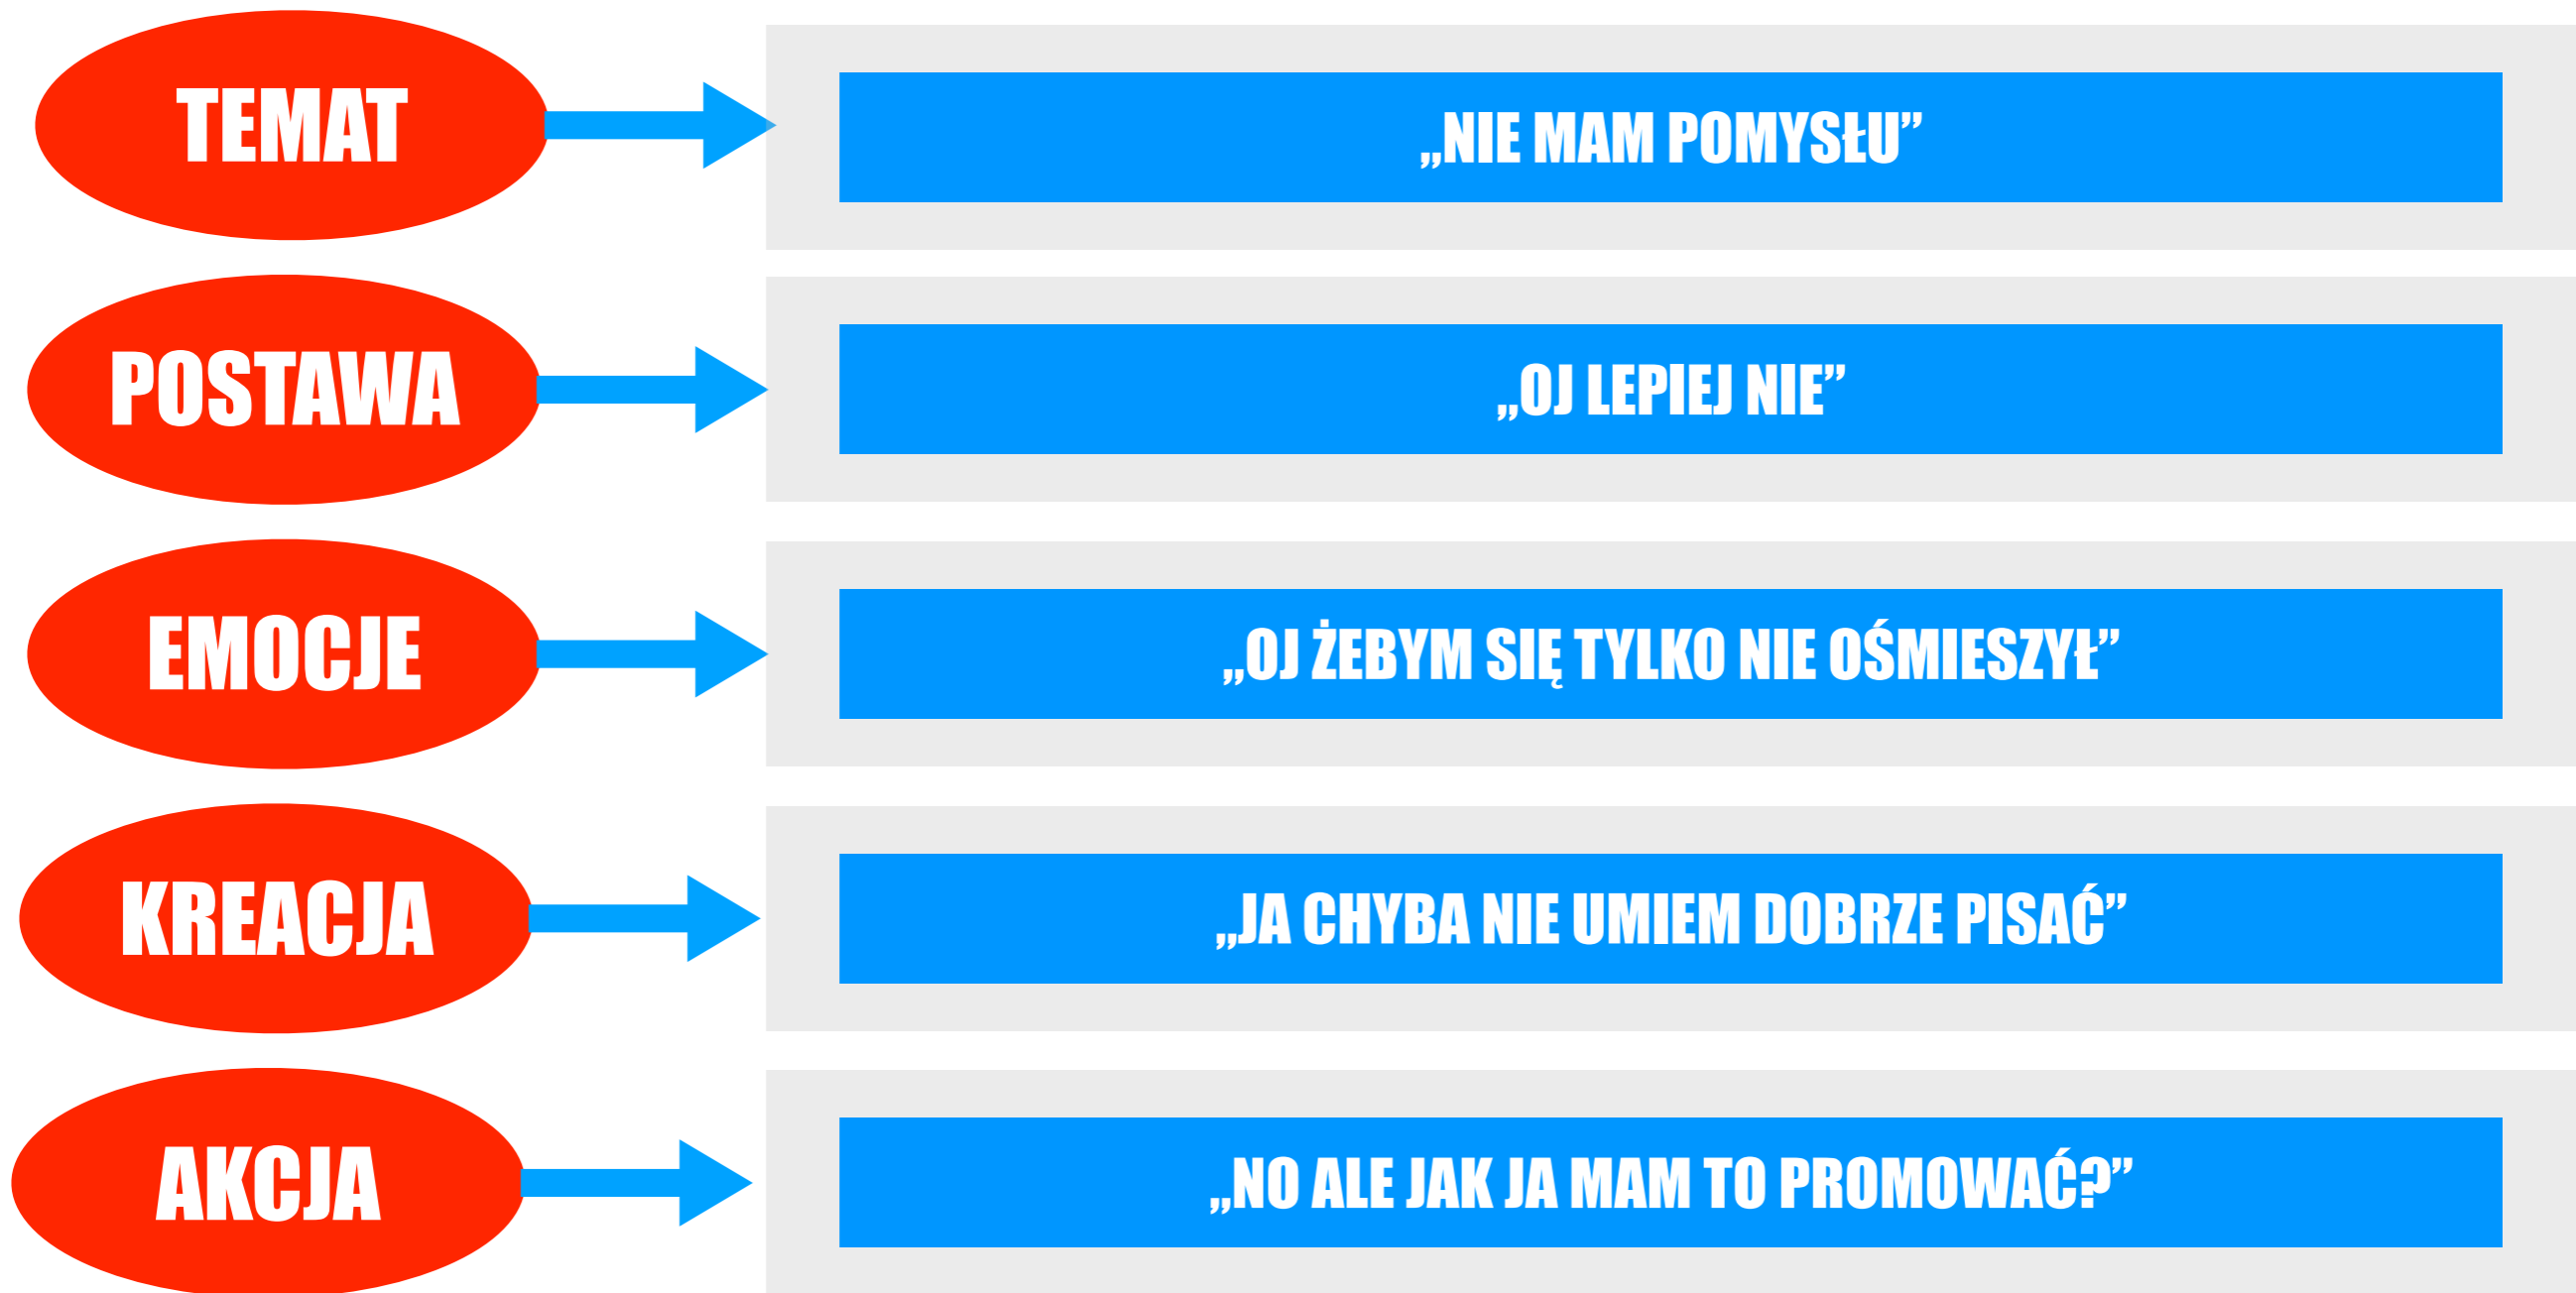 TEMAT
„NIE MAM POMYSŁU”
POSTAWA
„OJ LEPIEJ NIE”
EMOCJE
„OJ ŻEBYM SIĘ TYLKO NIE OŚMIESZYŁ”
KREACJA
„JA CHYBA NIE UMIEM DOBRZE PISAĆ”
AKCJA
„NO ALE JAK JA MAM TO PROMOWAĆ?”